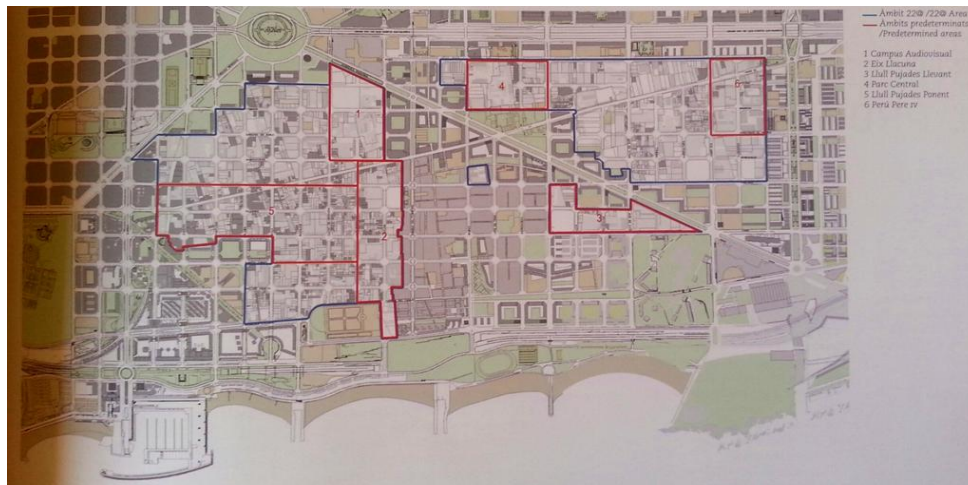 Àmbit 22@ /22@ Area
Àmbits predeterminats
/Predetermined areas
1 Campus Audiovisual
2 Eix Llacuna
3 Llull Pujades Llevant
4 Parc Central
5 Llull Pujades Ponent
6 Perú Pere IV
4
6
1
5
3
2